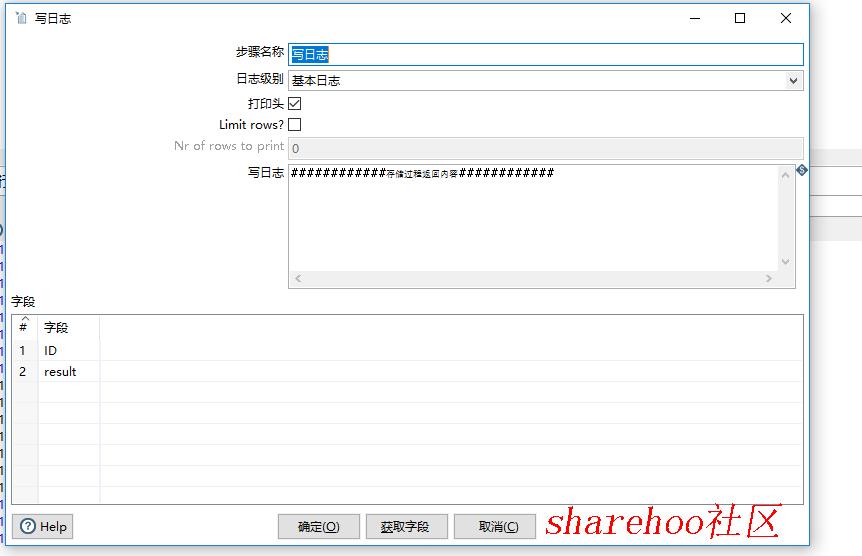 写日志
步骤名称 写日志
日志级别 基本日志
打印头
Limit rows?
Nr of rows to print 0
写日志 ############存储过程返回内容############
字段
# 字段
1 ID
2 result
Help 确定(O) 获取字段 取消(C)
sharehoo社区